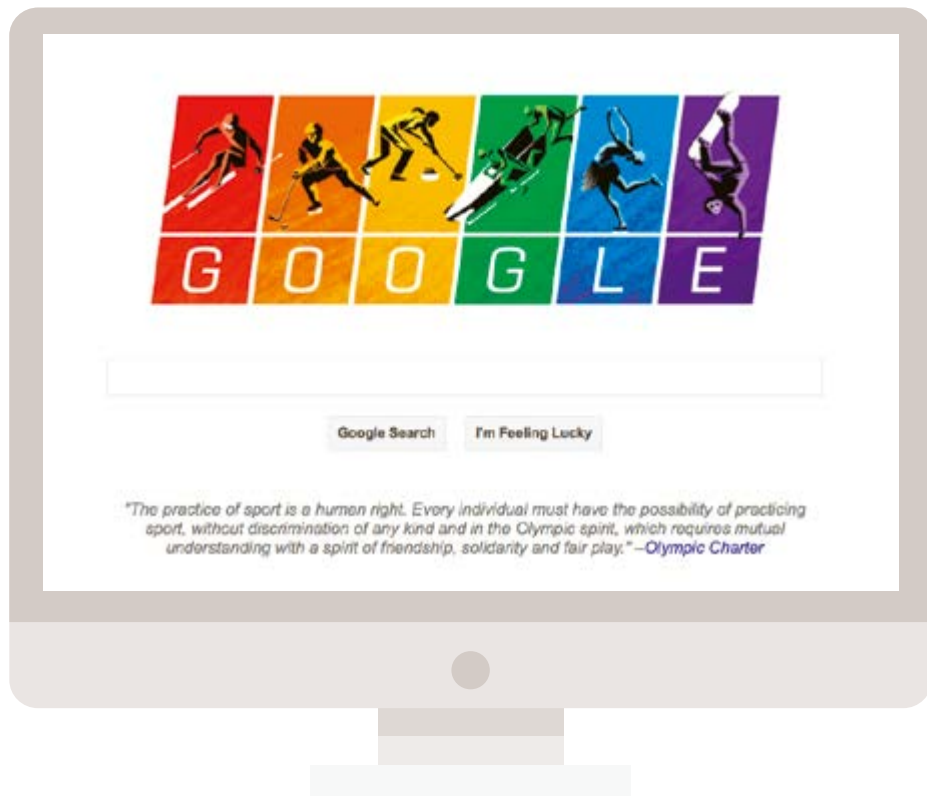 GOOGLE
Google Search I'm Feeling Lucky
"The practice of sport is a human right. Every individual must have the possibility of practicing
sport, without discrimination of any kind and in the Olympic spirit, which requires mutual
understanding with a spirit of friendship, solidarity and fair play." –Olympic Charter